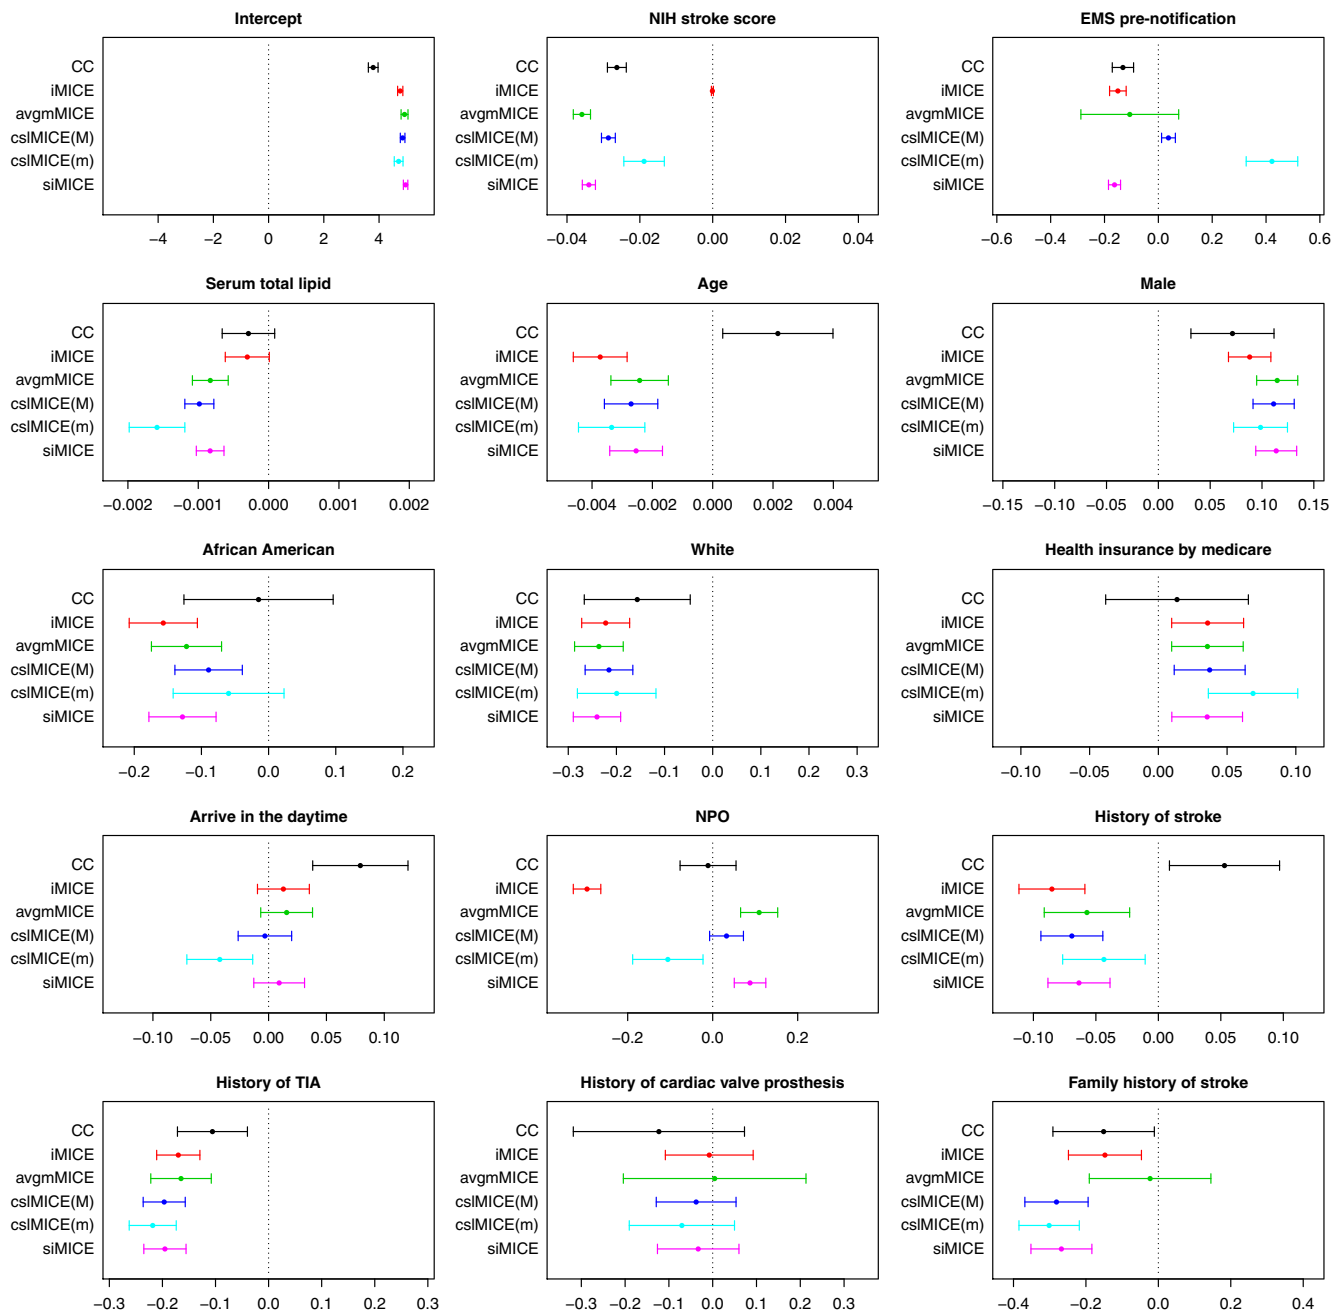 Intercept
NIH stroke score
EMS pre-notification
CC
iMICE
avgmMICE
cslMICE(M)
cslMICE(m)
siMICE
−4 −2 0 2 4
CC
iMICE
avgmMICE
cslMICE(M)
cslMICE(m)
siMICE
−0.04 −0.02 0.00 0.02 0.04
CC
iMICE
avgmMICE
cslMICE(M)
cslMICE(m)
siMICE
−0.6 −0.4 −0.2 0.0 0.2 0.4 0.6
Serum total lipid
Age
Male
CC
iMICE
avgmMICE
cslMICE(M)
cslMICE(m)
siMICE
−0.002 −0.001 0.000 0.001 0.002
CC
iMICE
avgmMICE
cslMICE(M)
cslMICE(m)
siMICE
−0.004 −0.002 0.000 0.002 0.004
CC
iMICE
avgmMICE
cslMICE(M)
cslMICE(m)
siMICE
−0.15 −0.10 −0.05 0.00 0.05 0.10 0.15
African American
White
Health insurance by medicare
CC
iMICE
avgmMICE
cslMICE(M)
cslMICE(m)
siMICE
−0.2 −0.1 0.0 0.1 0.2
CC
iMICE
avgmMICE
cslMICE(M)
cslMICE(m)
siMICE
−0.3 −0.2 −0.1 0.0 0.1 0.2 0.3
CC
iMICE
avgmMICE
cslMICE(M)
cslMICE(m)
siMICE
−0.10 −0.05 0.00 0.05 0.10
Arrive in the daytime
NPO
History of stroke
CC
iMICE
avgmMICE
cslMICE(M)
cslMICE(m)
siMICE
−0.10 −0.05 0.00 0.05 0.10
CC
iMICE
avgmMICE
cslMICE(M)
cslMICE(m)
siMICE
−0.2 0.0 0.2
CC
iMICE
avgmMICE
cslMICE(M)
cslMICE(m)
siMICE
−0.10 −0.05 0.00 0.05 0.10
History of TIA
History of cardiac valve prosthesis
Family history of stroke
CC
iMICE
avgmMICE
cslMICE(M)
cslMICE(m)
siMICE
−0.3 −0.2 −0.1 0.0 0.1 0.2 0.3
CC
iMICE
avgmMICE
cslMICE(M)
cslMICE(m)
siMICE
−0.3 −0.2 −0.1 0.0 0.1 0.2 0.3
CC
iMICE
avgmMICE
cslMICE(M)
cslMICE(m)
siMICE
−0.4 −0.2 0.0 0.2 0.4